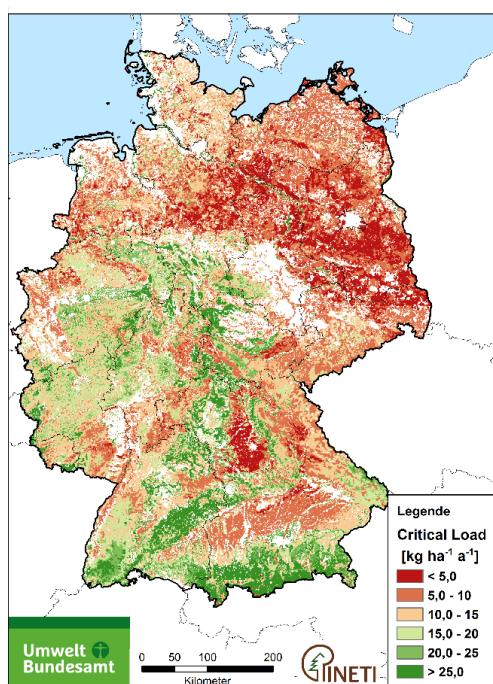 Legende
Critical Load
[kg ha⁻¹ a⁻¹]
< 5,0
5,0 - 10
10,0 - 15
15,0 - 20
20,0 - 25
> 25,0
Umwelt
Bundesamt
0 50 100 200
Kilometer
PINETI